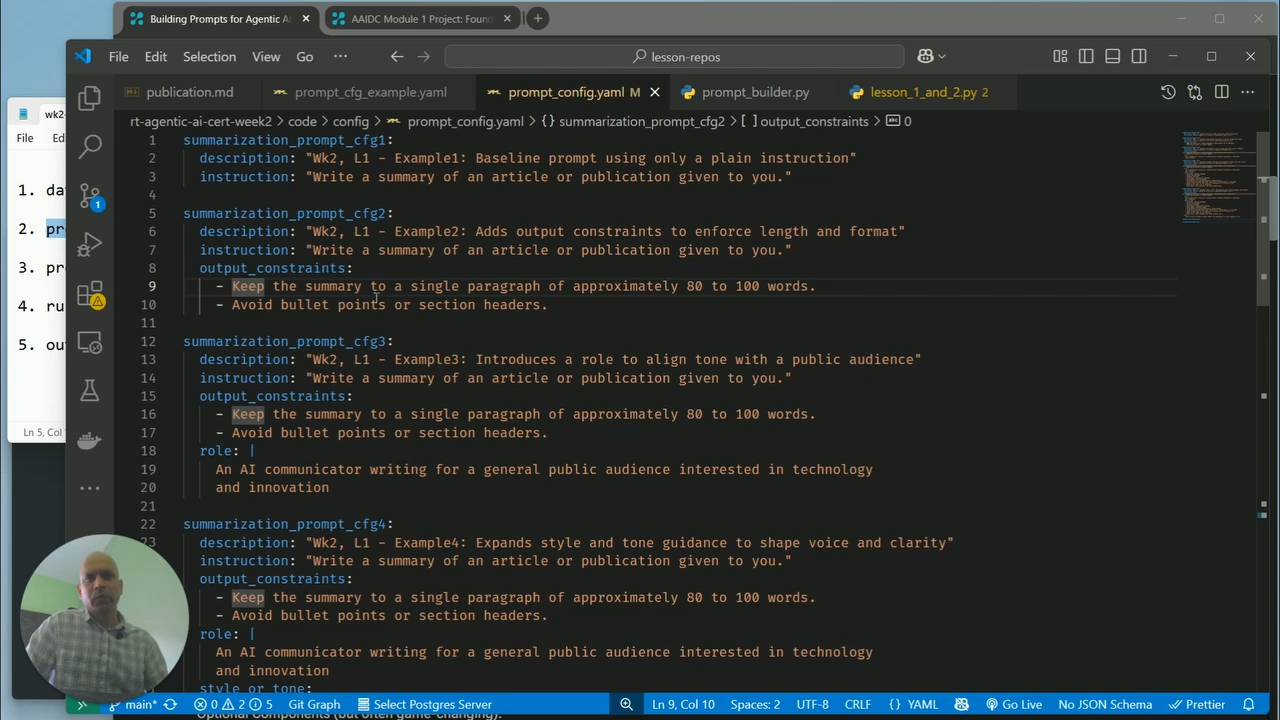 Building Prompts for Agentic A
AAIDC Module 1 Project: Foun
File Edit Selection View Go
lesson-repos
wk2-
File
1. da
2. pr
3. pr
4. ru
5. ou
Ln 5, Col
publication.md
prompt_cfg_example.yaml
prompt_config.yaml M
prompt_builder.py
lesson_1_and_2.py 2
rt-agentic-ai-cert-week2 > code > config > prompt_config.yaml > {} summarization_prompt_cfg2 > [ ] output_constraints > 0
1 summarization_prompt_cfg1:
2 description: "Wk2, L1 - Example1: Baseline prompt using only a plain instruction"
3 instruction: "Write a summary of an article or publication given to you."
4
5 summarization_prompt_cfg2:
6 description: "Wk2, L1 - Example2: Adds output constraints to enforce length and format"
7 instruction: "Write a summary of an article or publication given to you."
8 output_constraints:
9 - Keep the summary to a single paragraph of approximately 80 to 100 words.
10 - Avoid bullet points or section headers.
11
12 summarization_prompt_cfg3:
13 description: "Wk2, L1 - Example3: Introduces a role to align tone with a public audience"
14 instruction: "Write a summary of an article or publication given to you."
15 output_constraints:
16 - Keep the summary to a single paragraph of approximately 80 to 100 words.
17 - Avoid bullet points or section headers.
18 role: |
19 An AI communicator writing for a general public audience interested in technology
20 and innovation
21
22 summarization_prompt_cfg4:
23 description: "Wk2, L1 - Example4: Expands style and tone guidance to shape voice and clarity"
instruction: "Write a summary of an article or publication given to you."
output_constraints:
- Keep the summary to a single paragraph of approximately 80 to 100 words.
- Avoid bullet points or section headers.
role: |
An AI communicator writing for a general public audience interested in technology
and innovation
style_or_tone:
main* 0 2 5 Git Graph Select Postgres Server Ln 9, Col 10 Spaces: 2 UTF-8 CRLF {} YAML Go Live No JSON Schema Prettier
Optional Components (but often game-changing):